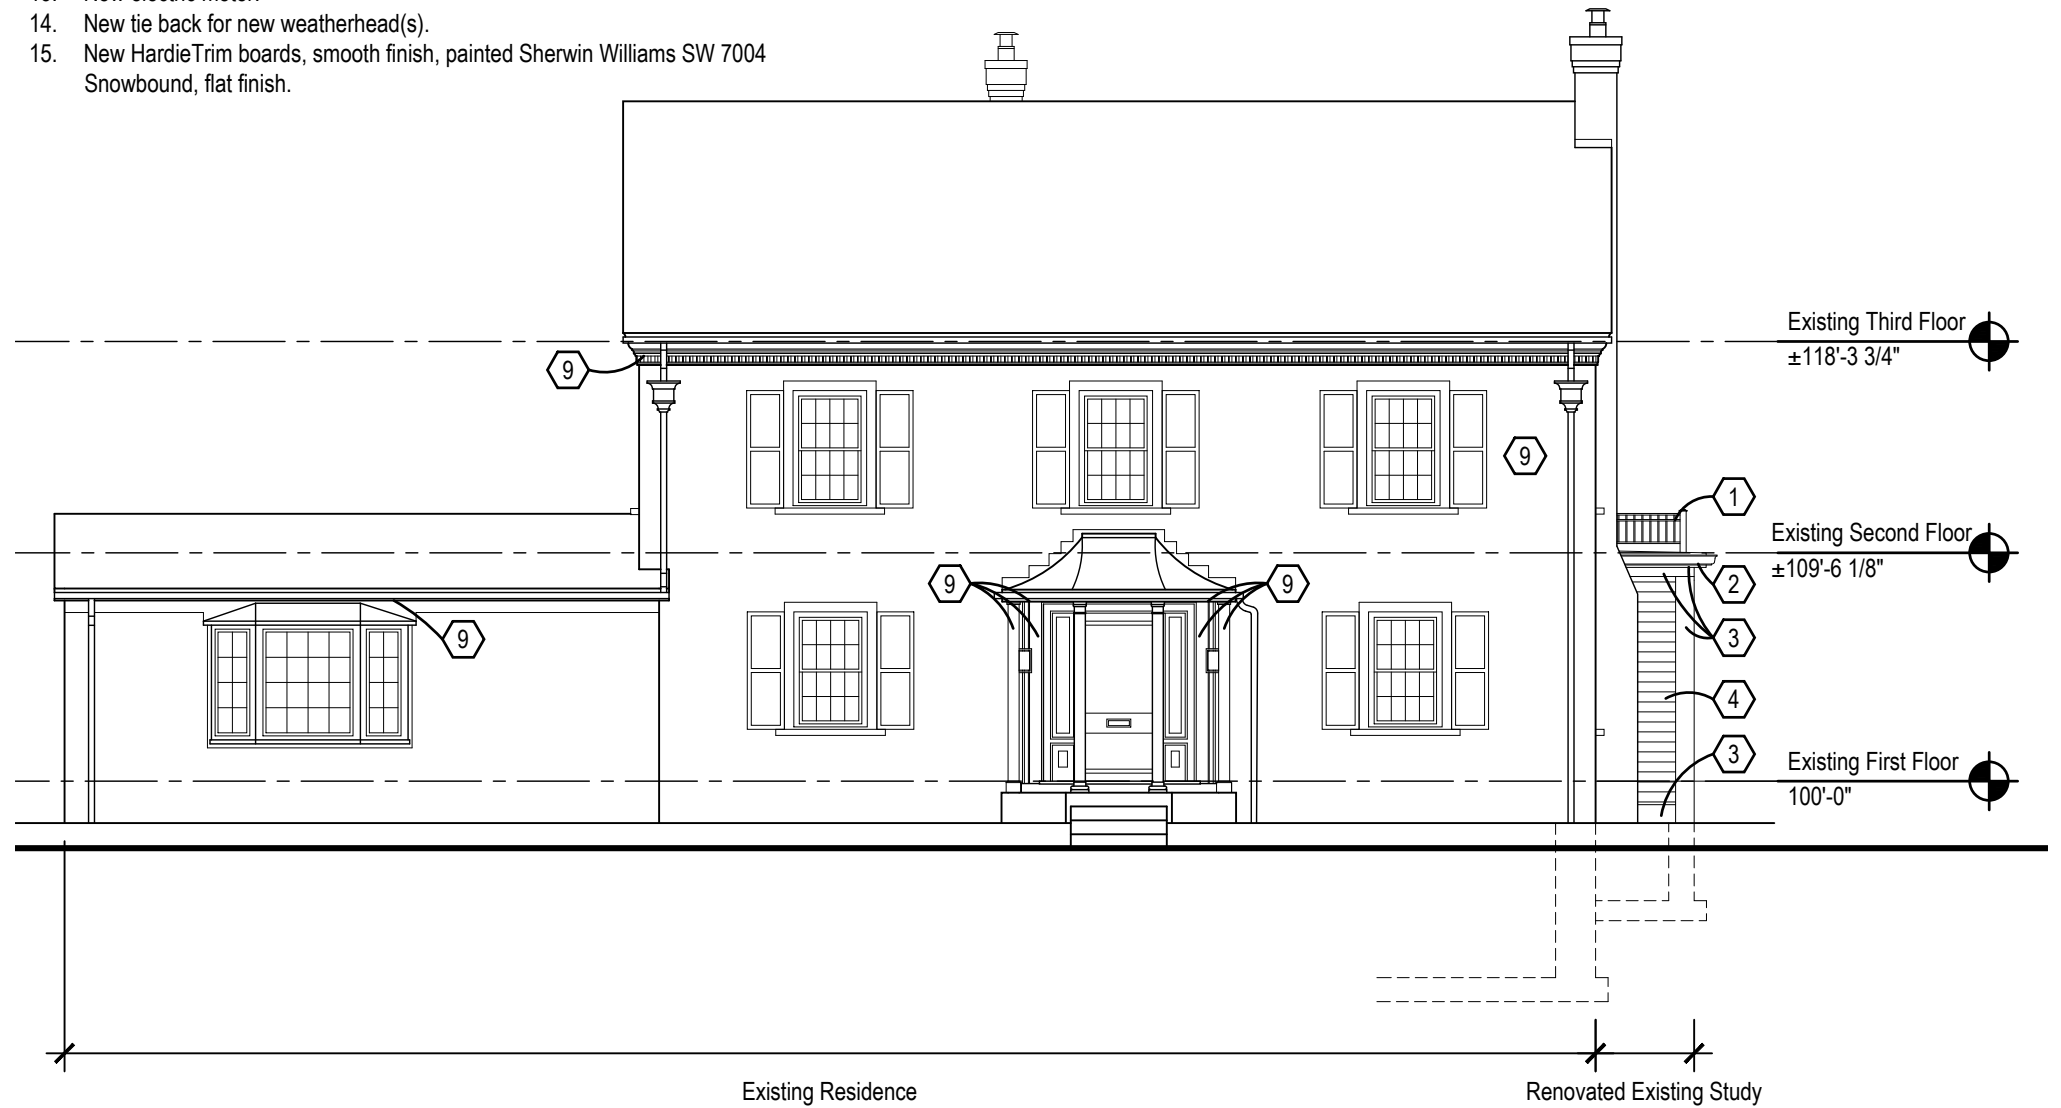 14. New tie back for new weatherhead(s).
15. New HardieTrim boards, smooth finish, painted Sherwin Williams SW 7004
Snowbound, flat finish.
Existing Third Floor
±118'-3 3/4"
9
9
1
Existing Second Floor
±109'-6 1/8"
9
9
2
9
3
4
3
Existing First Floor
100'-0"
Existing Residence
Renovated Existing Study